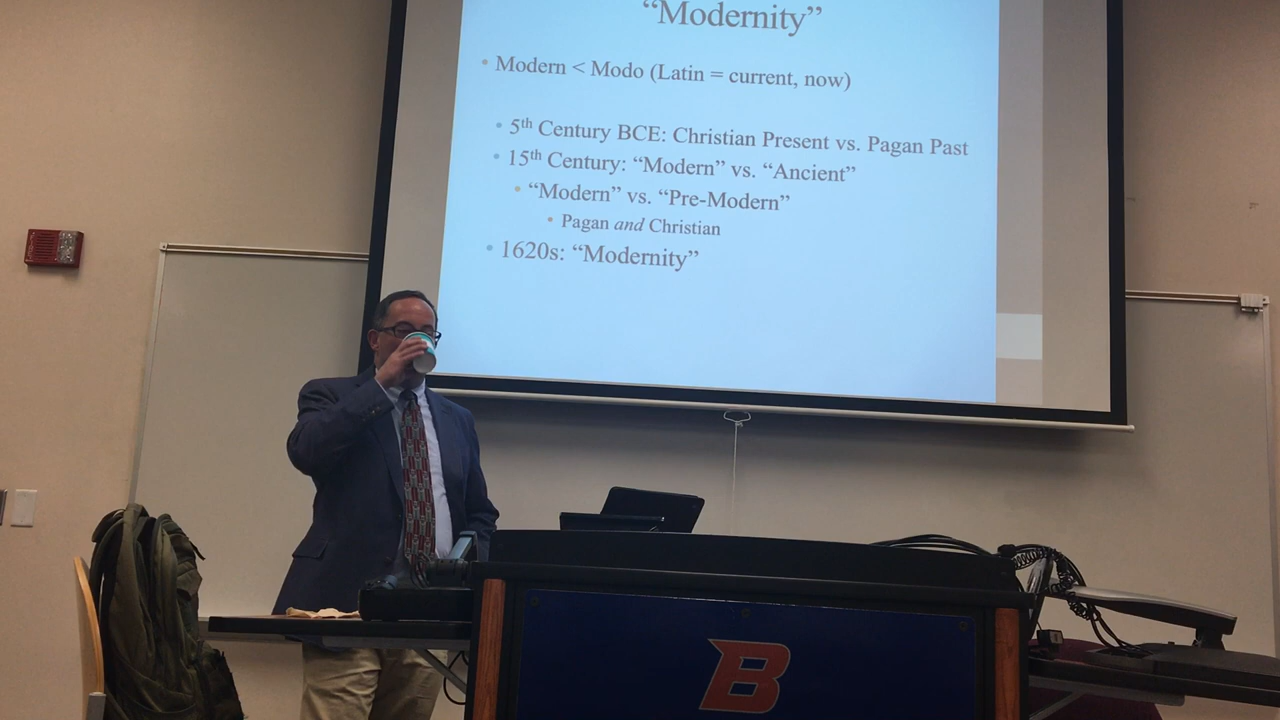 “Modernity”
• Modern < Modo (Latin = current, now)
• 5th Century BCE: Christian Present vs. Pagan Past
• 15th Century: “Modern” vs. “Ancient”
• “Modern” vs. “Pre-Modern”
• Pagan and Christian
• 1620s: “Modernity”
B